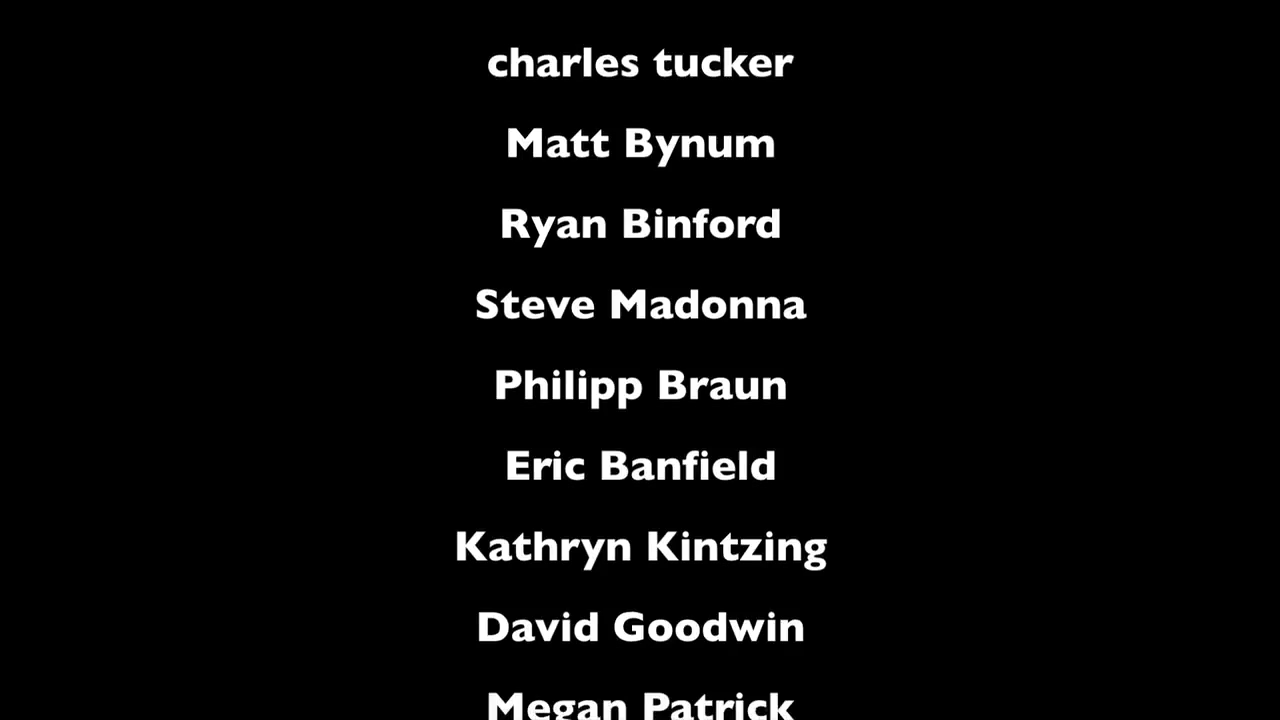 charles tucker
Matt Bynum
Ryan Binford
Steve Madonna
Philipp Braun
Eric Banfield
Kathryn Kintzing
David Goodwin
Megan Patrick